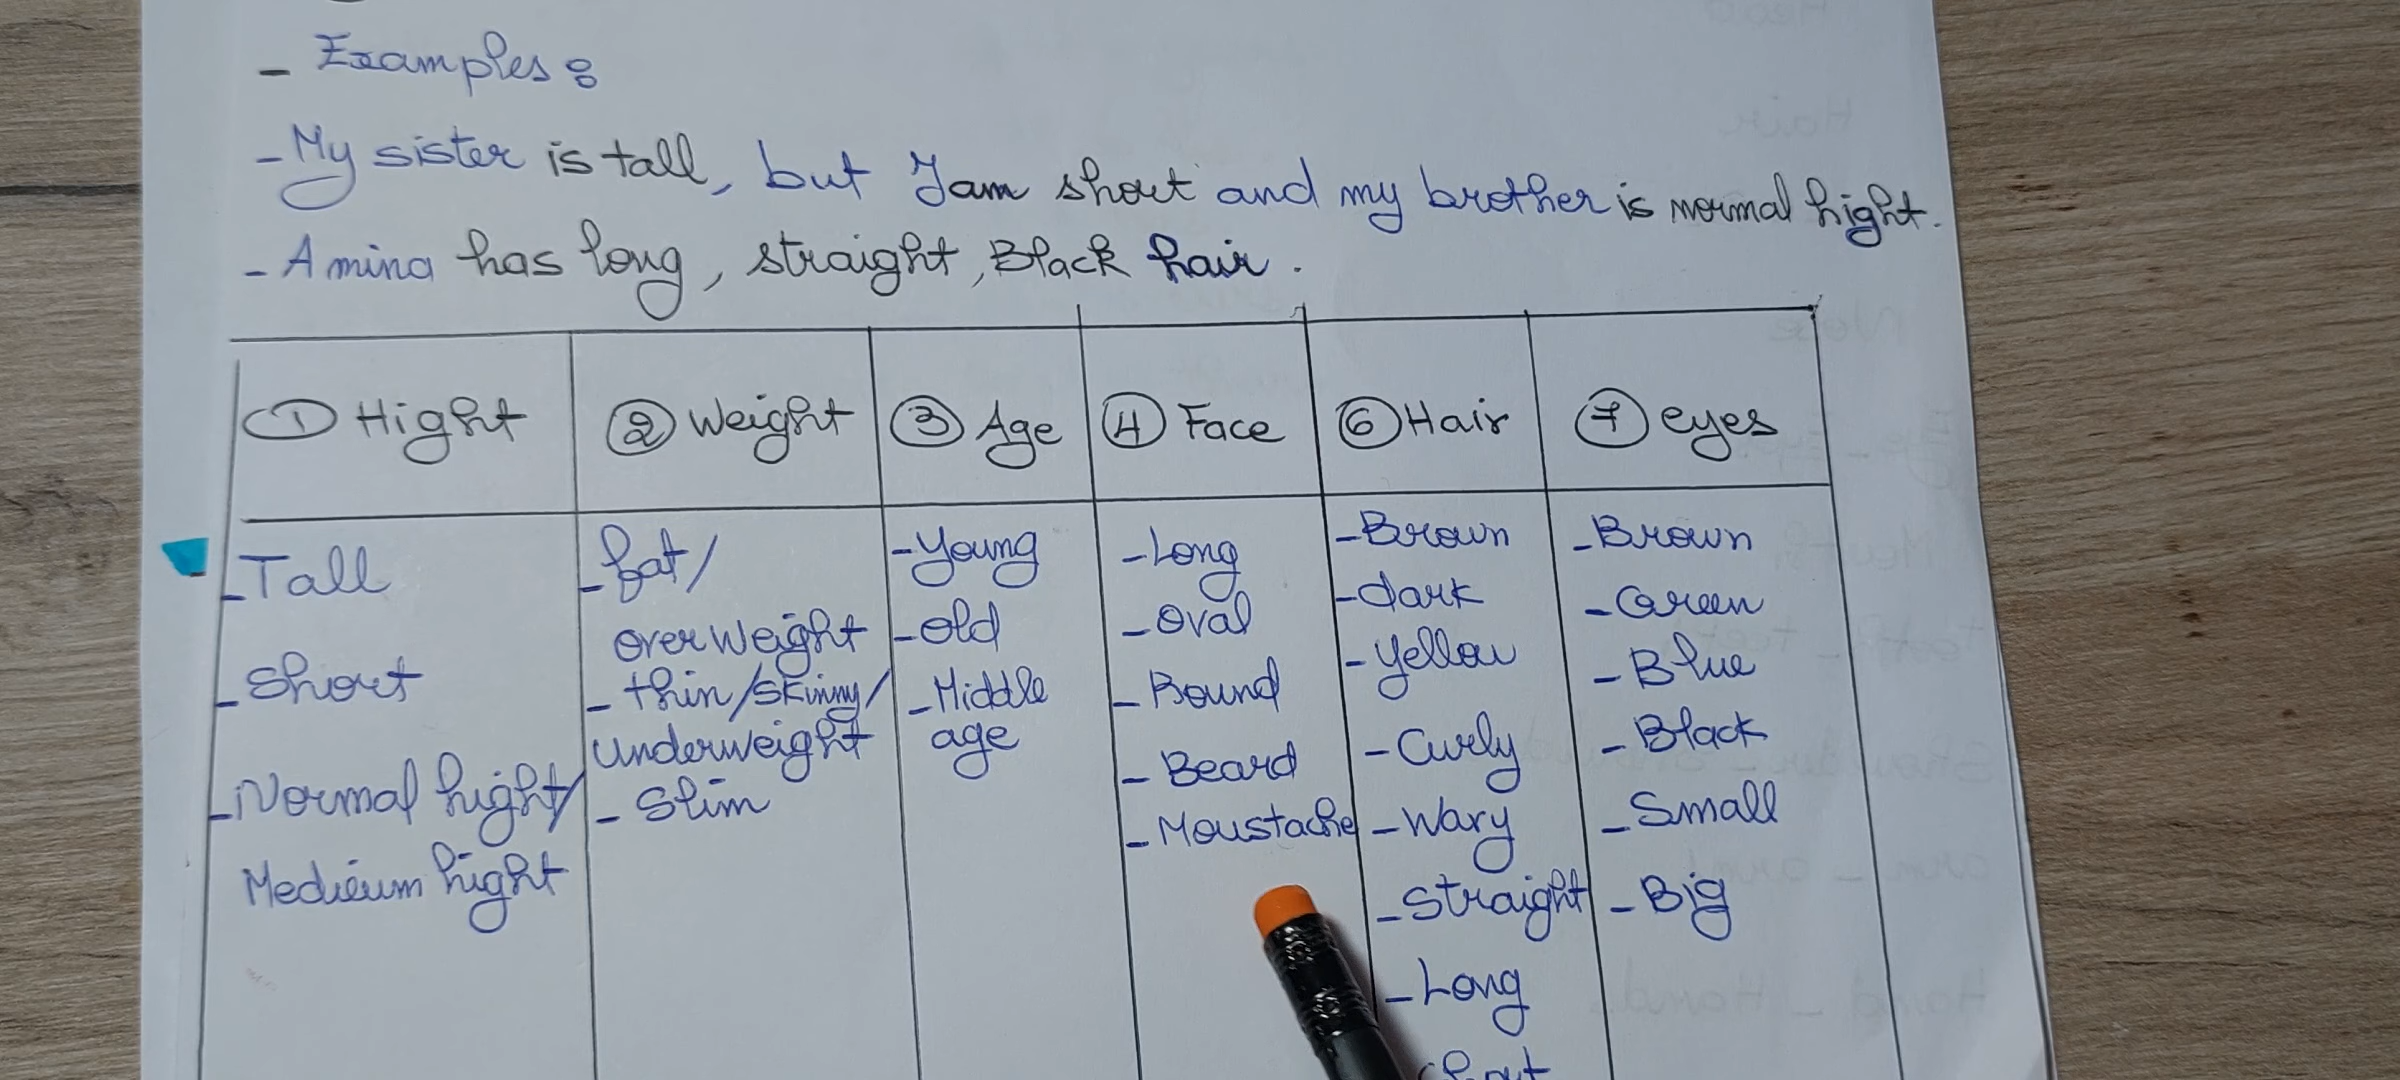 - Examples :
- My sister is tall, but I am short and my brother is normal hight.
- Amina has long, straight, Black hair.
① Hight ② Weight ③ Age ④ Face ⑥ Hair ⑦ eyes
- Tall
- Short
- Normal hight/
Medium hight
- fat/
over weight
- thin/skinny/
underweight
- Slim
- Young
- old
- Middle
age
- Long
- Oval
- Round
- Beard
- Moustache
- Brown
- dark
- yellow
- Curly
- Wavy
- straight
- Long
- Brown
- Green
- Blue
- Black
- Small
- Big